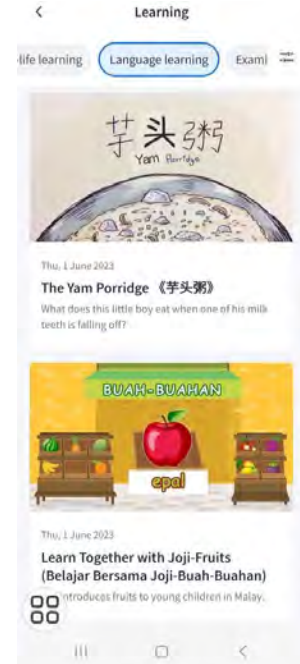 Learning
-life learning
Language learning
Exami
芋头粥
Yam Porridge
Thu, 1 June 2023
The Yam Porridge 《芋头粥》
What does this little boy eat when one of his milk
teeth is falling off?
BUAH-BUAHAN
epal
Thu, 1 June 2023
Learn Together with Joji-Fruits
(Belajar Bersama Joji-Buah-Buahan)
ntroduces fruits to young children in Malay.